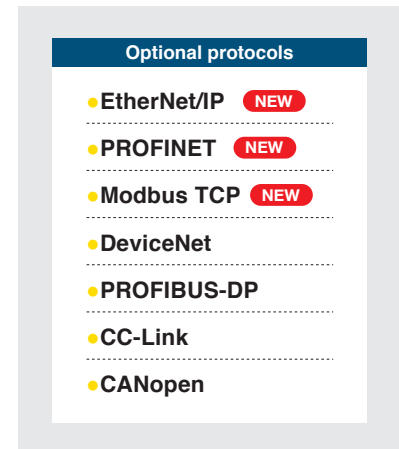 Optional protocols
EtherNet/IP NEW
PROFINET NEW
Modbus TCP NEW
DeviceNet
PROFIBUS-DP
CC-Link
CANopen